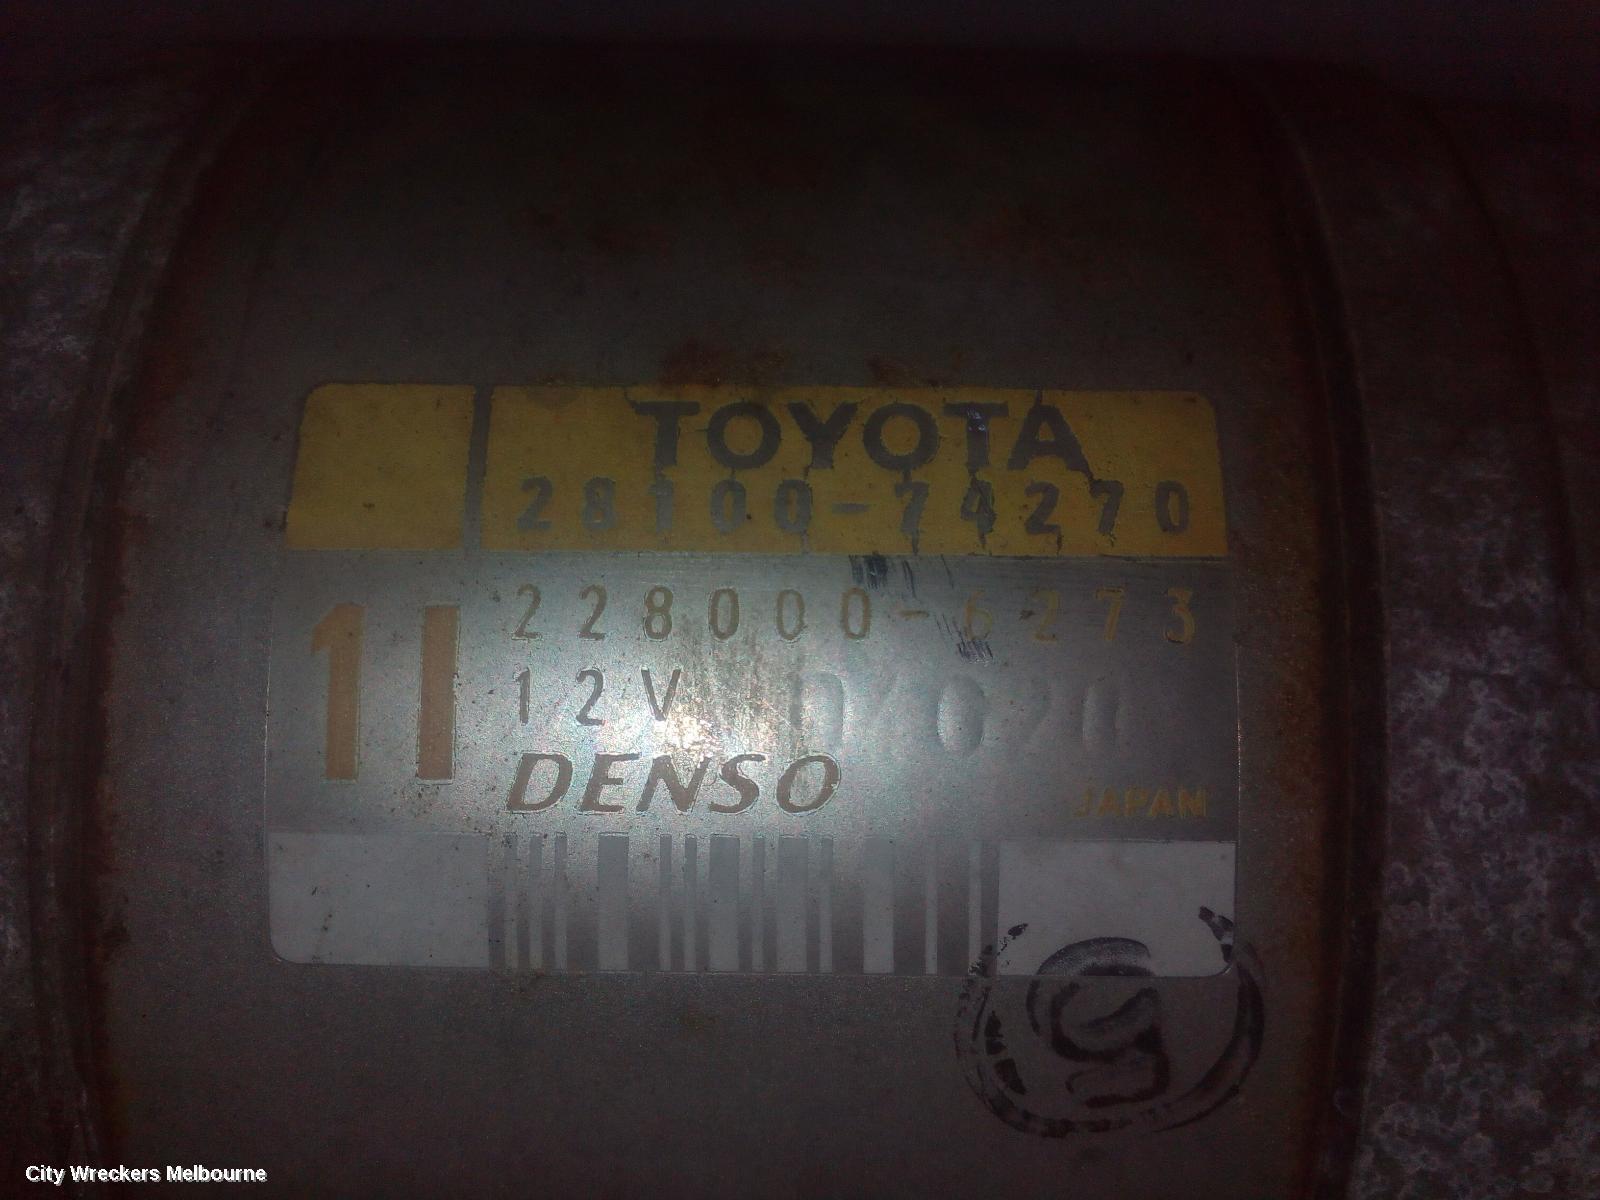 TOYOTA
28100-74270
11
228000-6273
12V
DENSO
JAPAN
City Wreckers Melbourne